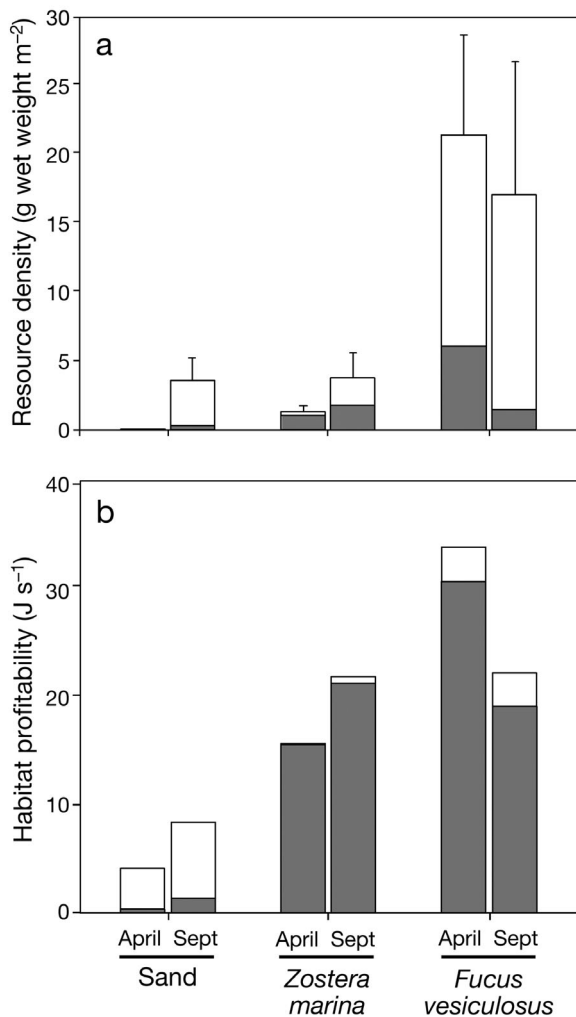 a
Resource density (g wet weight m⁻²)
30
25
20
15
10
5
0
b
Habitat profitability (J s⁻¹)
40
30
20
10
0
April Sept April Sept April Sept
Sand Zostera marina Fucus vesiculosus